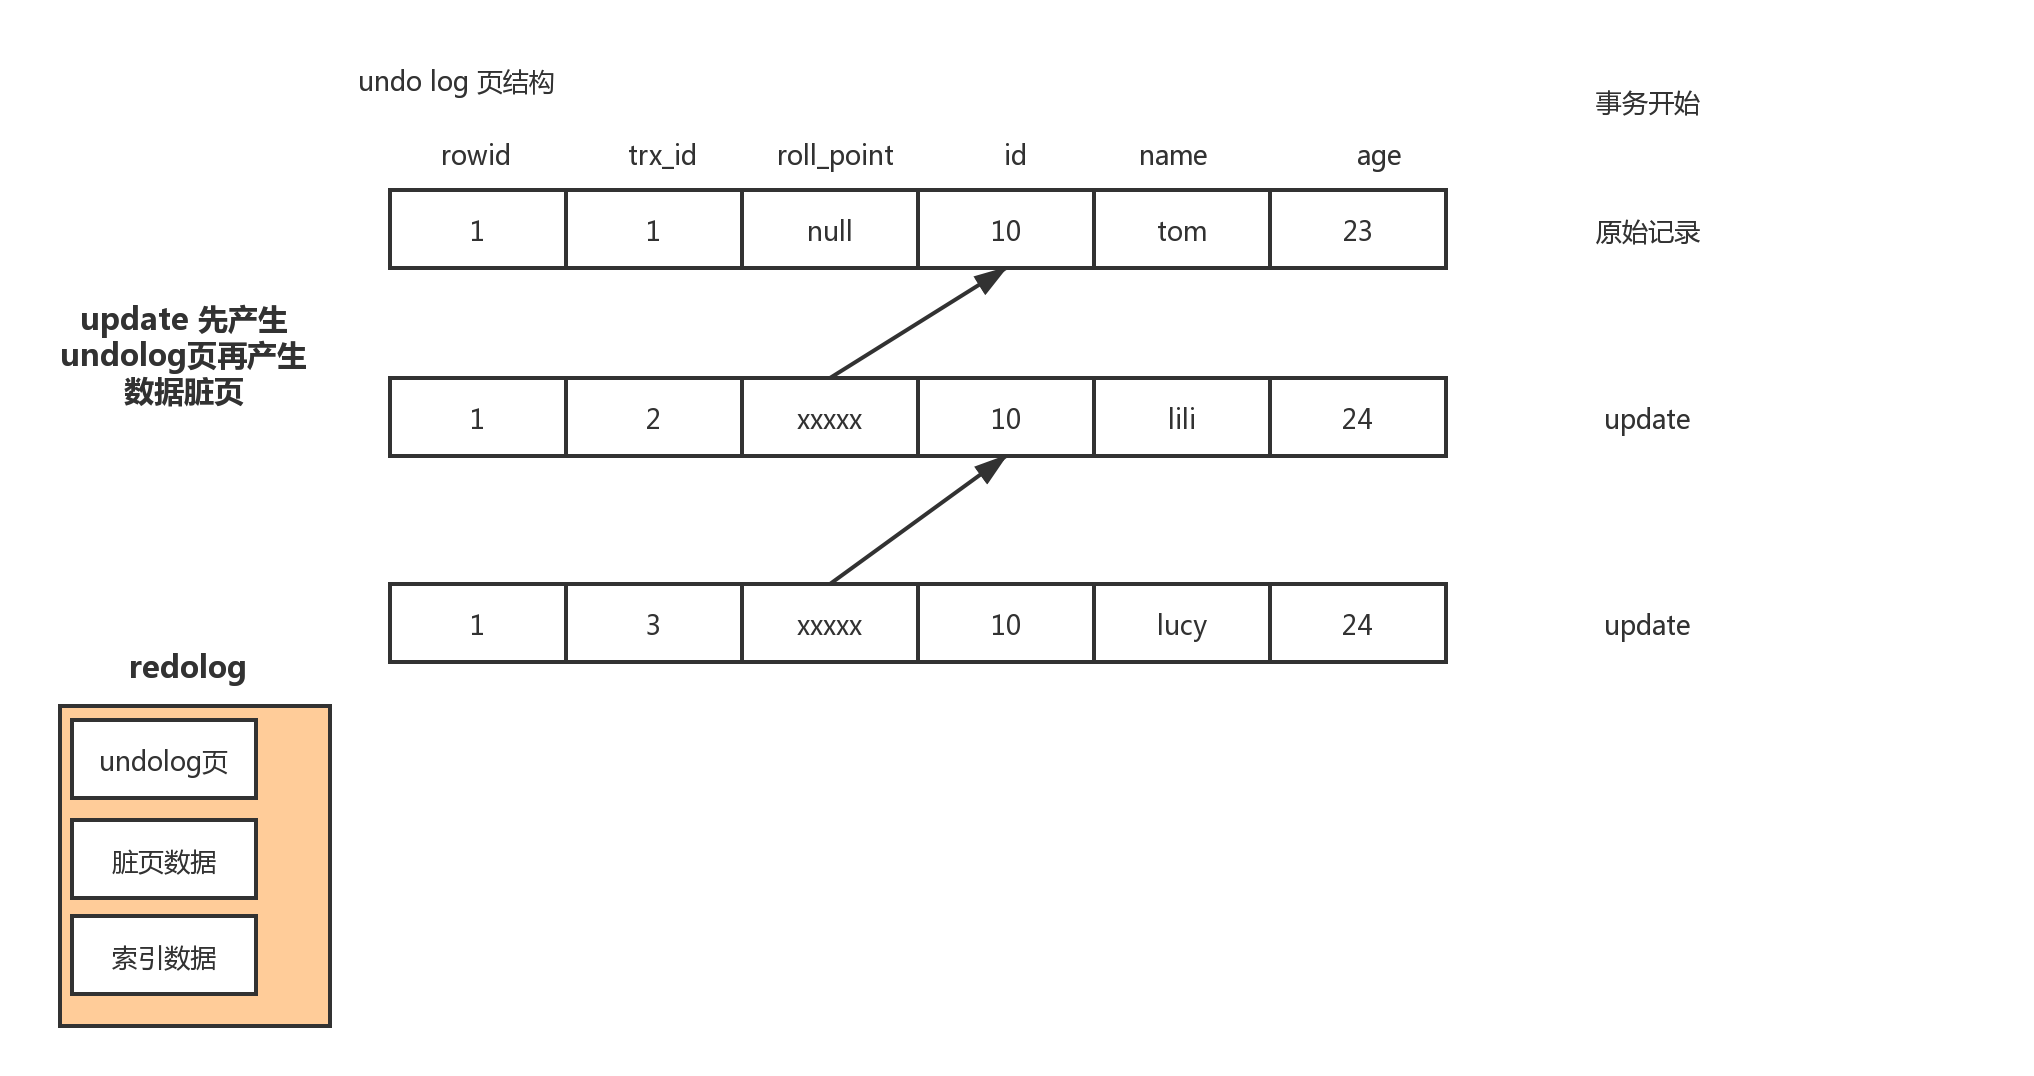 undo log 页结构
事务开始
rowid trx_id roll_point id name age
1 1 null 10 tom 23 原始记录
update 先产生
undolog页再产生
数据脏页
1 2 xxxxx 10 lili 24 update
1 3 xxxxx 10 lucy 24 update
redolog
undolog页
脏页数据
索引数据